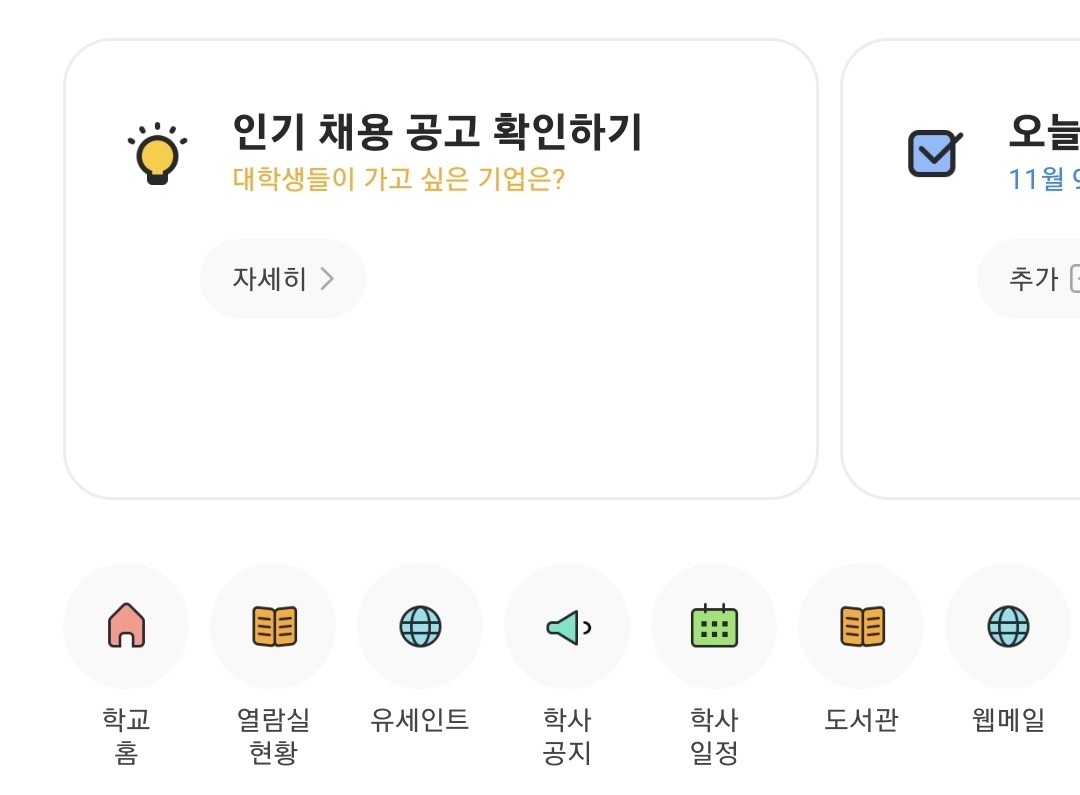 인기 채용 공고 확인하기
대학생들이 가고 싶은 기업은?
자세히
오늘
11월
추가
학교
홈
열람실
현황
유세인트
학사
공지
학사
일정
도서관
웹메일